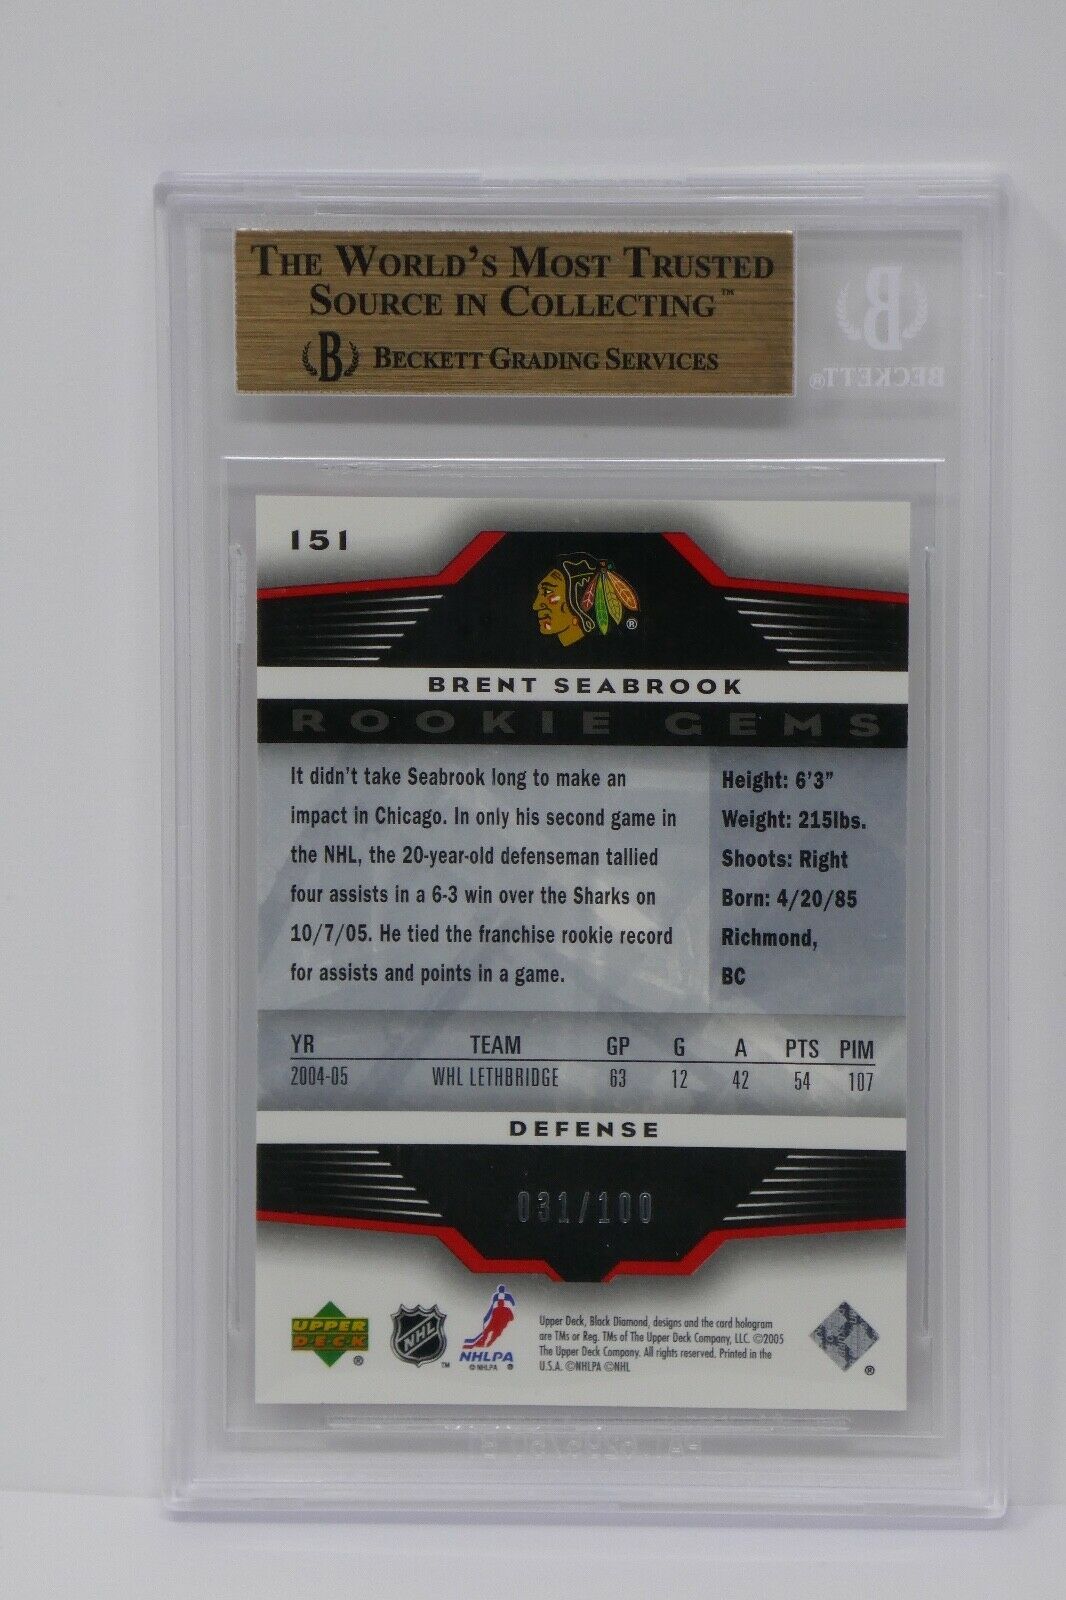 THE WORLD'S MOST TRUSTED
SOURCE IN COLLECTING™
B BECKETT GRADING SERVICES
B
BECKETT®
151
®
BRENT SEABROOK
ROOKIE GEMS
It didn't take Seabrook long to make an
impact in Chicago. In only his second game in
the NHL, the 20-year-old defenseman tallied
four assists in a 6-3 win over the Sharks on
10/7/05. He tied the franchise rookie record
for assists and points in a game.
Height: 6'3"
Weight: 215lbs.
Shoots: Right
Born: 4/20/85
Richmond,
BC
YR TEAM GP G A PTS PIM
2004-05 WHL LETHBRIDGE 63 12 42 54 107
DEFENSE
031/100
UPPER
DECK
®
NHL
™
NHLPA
© NHLPA ®
Upper Deck, Black Diamond, designs and the card hologram
are TMs or Reg. TMs of The Upper Deck Company, LLC. ©2005
The Upper Deck Company. All rights reserved. Printed in the
U.S.A. ©NHLPA ©NHL
®